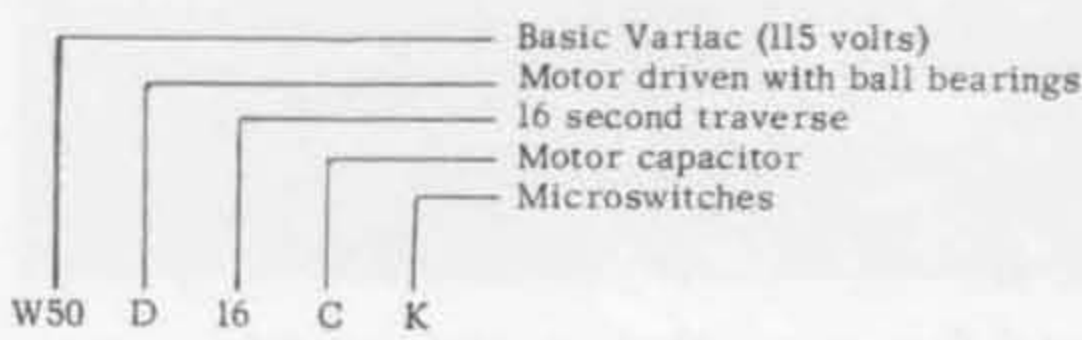 Basic Variac (115 volts)
Motor driven with ball bearings
16 second traverse
Motor capacitor
Microswitches
W50 D 16 C K